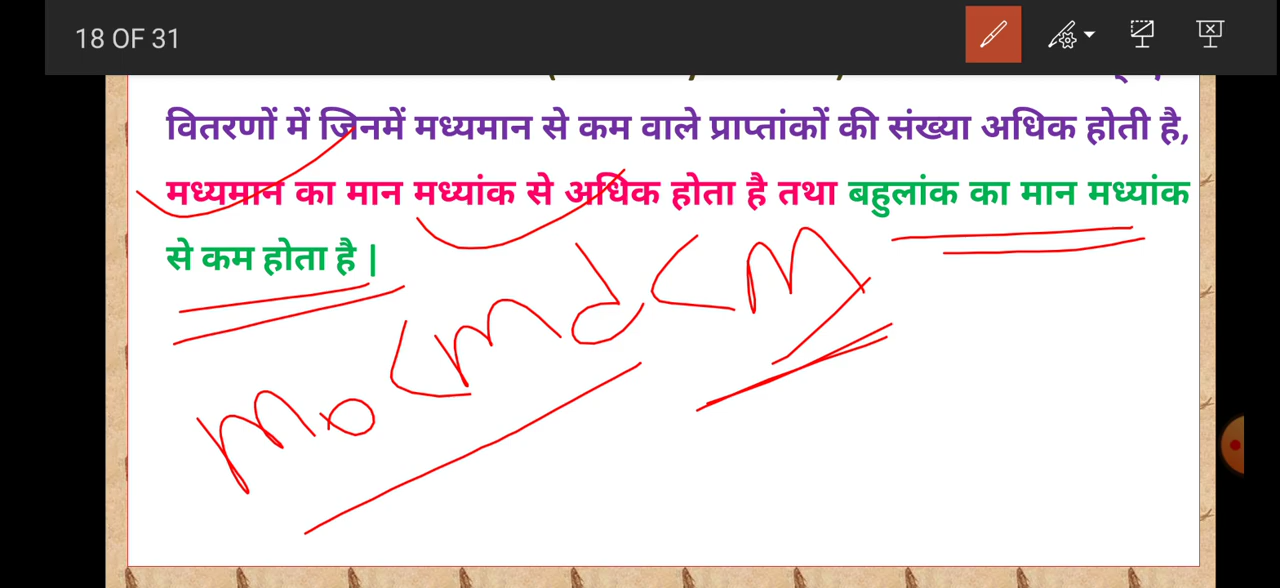 18 OF 31
वितरणों में जिनमें मध्यमान से कम वाले प्राप्तांकों की संख्या अधिक होती है,
मध्यमान का मान मध्यांक से अधिक होता है तथा बहुलांक का मान मध्यांक
से कम होता है |
Mo < Md < M